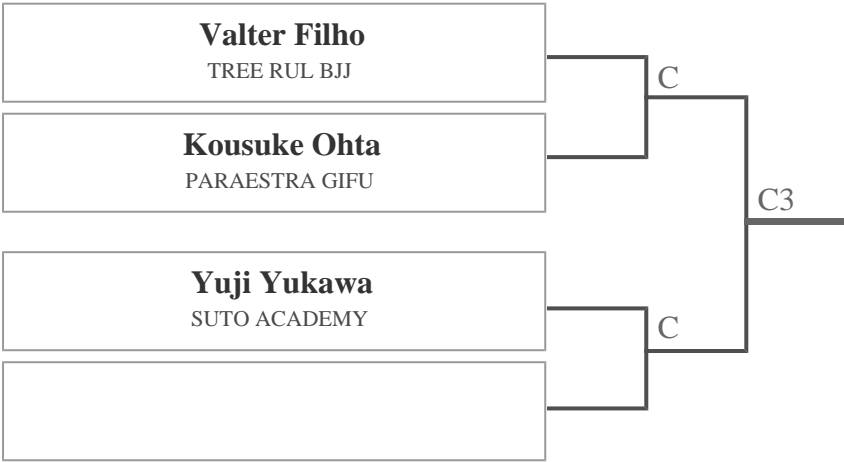 Valter Filho
TREE RUL BJJ
C
Kousuke Ohta
PARAESTRA GIFU
C3
Yuji Yukawa
SUTO ACADEMY
C